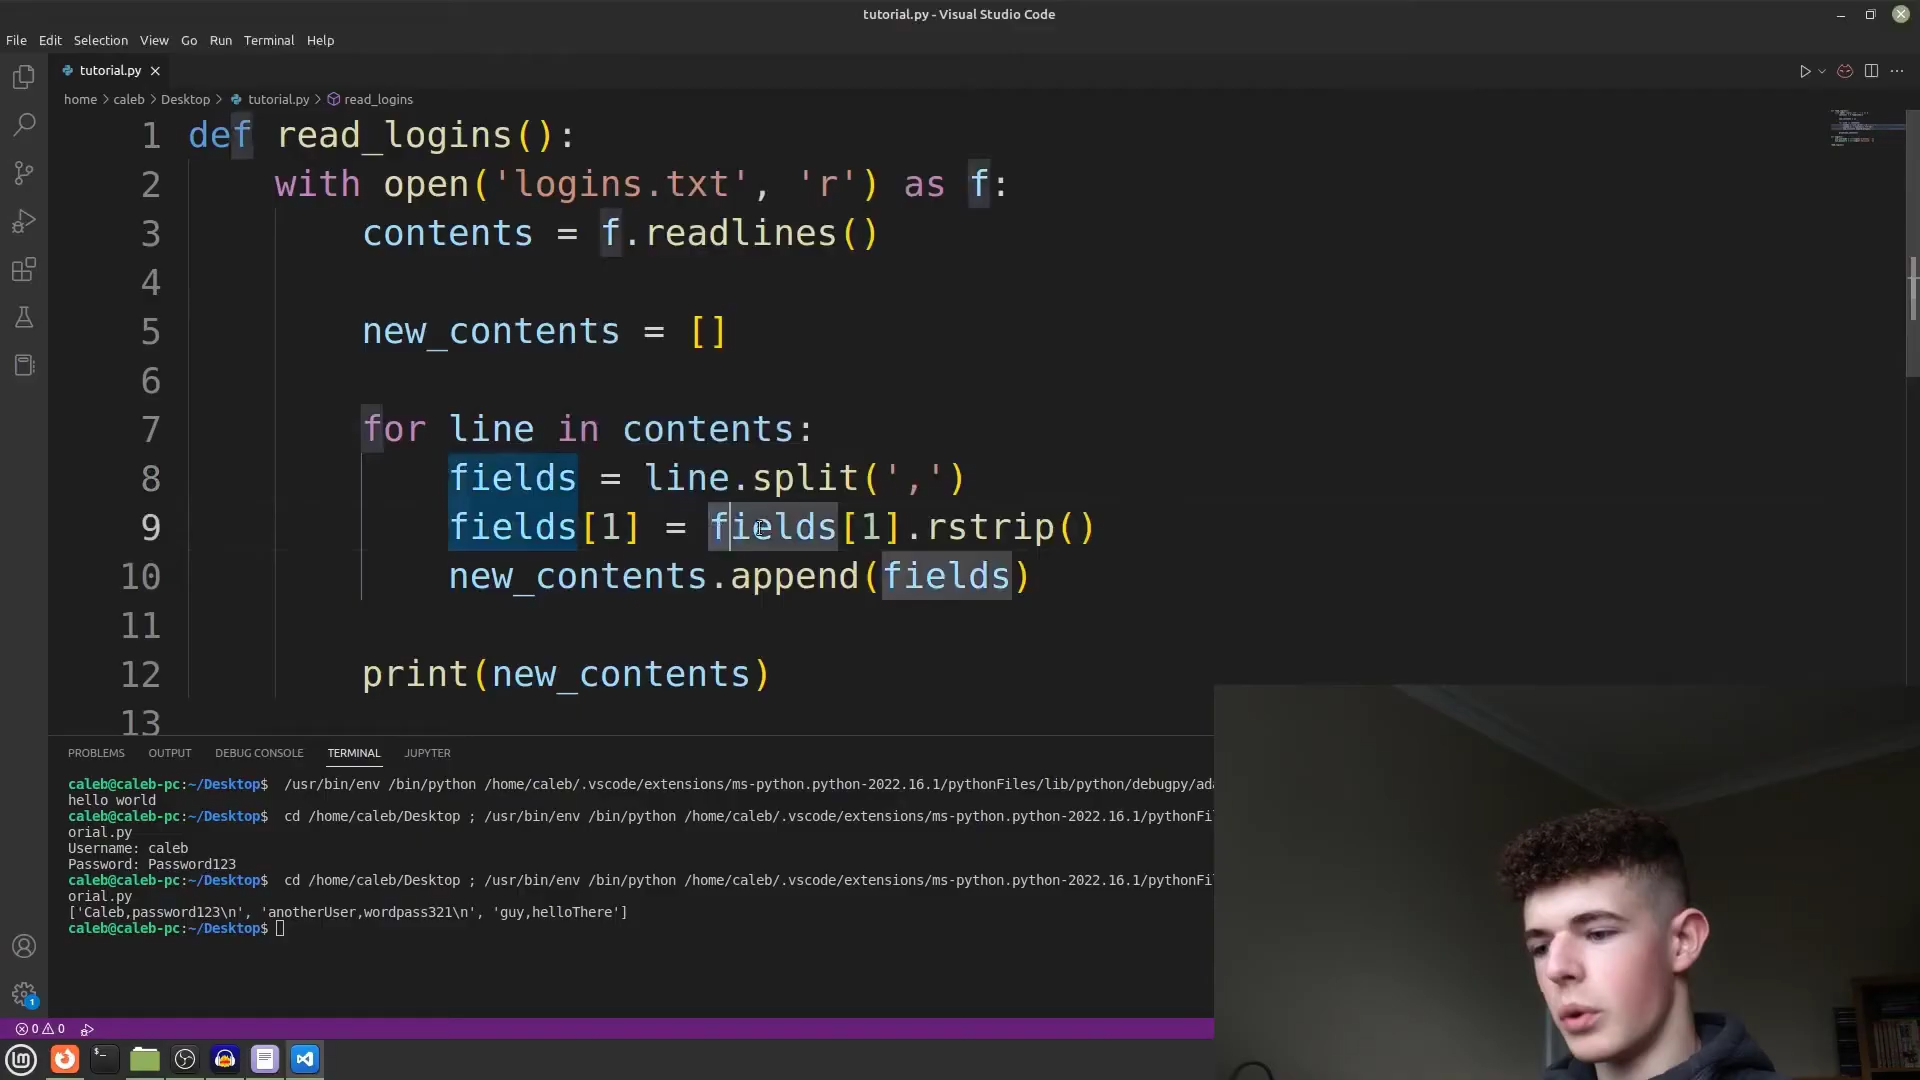 tutorial.py - Visual Studio Code
File Edit Selection View Go Run Terminal Help
tutorial.py
home > caleb > Desktop > tutorial.py > read_logins
1 def read_logins():
2 with open('logins.txt', 'r') as f:
3 contents = f.readlines()
4
5 new_contents = []
6
7 for line in contents:
8 fields = line.split(',')
9 fields[1] = fields[1].rstrip()
10 new_contents.append(fields)
11
12 print(new_contents)
13
PROBLEMS OUTPUT DEBUG CONSOLE TERMINAL JUPYTER
caleb@caleb-pc:~/Desktop$ /usr/bin/env /bin/python /home/caleb/.vscode/extensions/ms-python.python-2022.16.1/pythonFiles/lib/python/debugpy/ad
hello world
caleb@caleb-pc:~/Desktop$ cd /home/caleb/Desktop ; /usr/bin/env /bin/python /home/caleb/.vscode/extensions/ms-python.python-2022.16.1/pythonFi
orial.py
Username: caleb
Password: Password123
caleb@caleb-pc:~/Desktop$ cd /home/caleb/Desktop ; /usr/bin/env /bin/python /home/caleb/.vscode/extensions/ms-python.python-2022.16.1/pythonFi
orial.py
['Caleb,password123\n', 'anotherUser,wordpass321\n', 'guy,helloThere']
caleb@caleb-pc:~/Desktop$
1
0 0